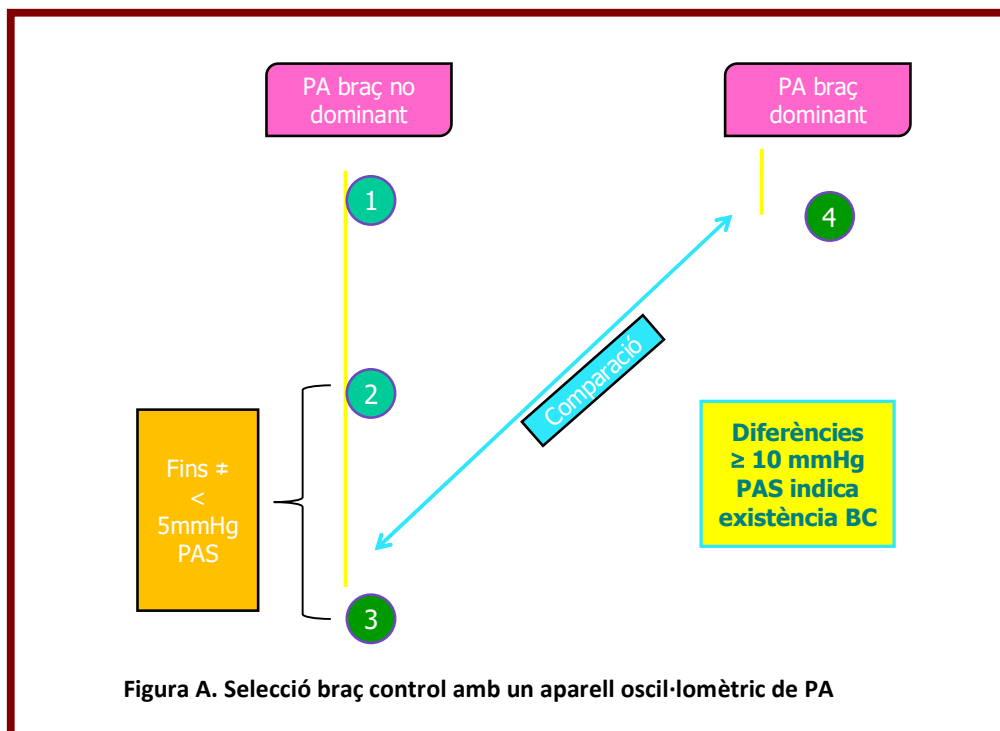 PA braç no
dominant
PA braç
dominant
1
4
2
Comparació
Fins ≠
<
5mmHg
PAS
Diferències
≥ 10 mmHg
PAS indica
existència BC
3
Figura A. Selecció braç control amb un aparell oscil·lomètric de PA